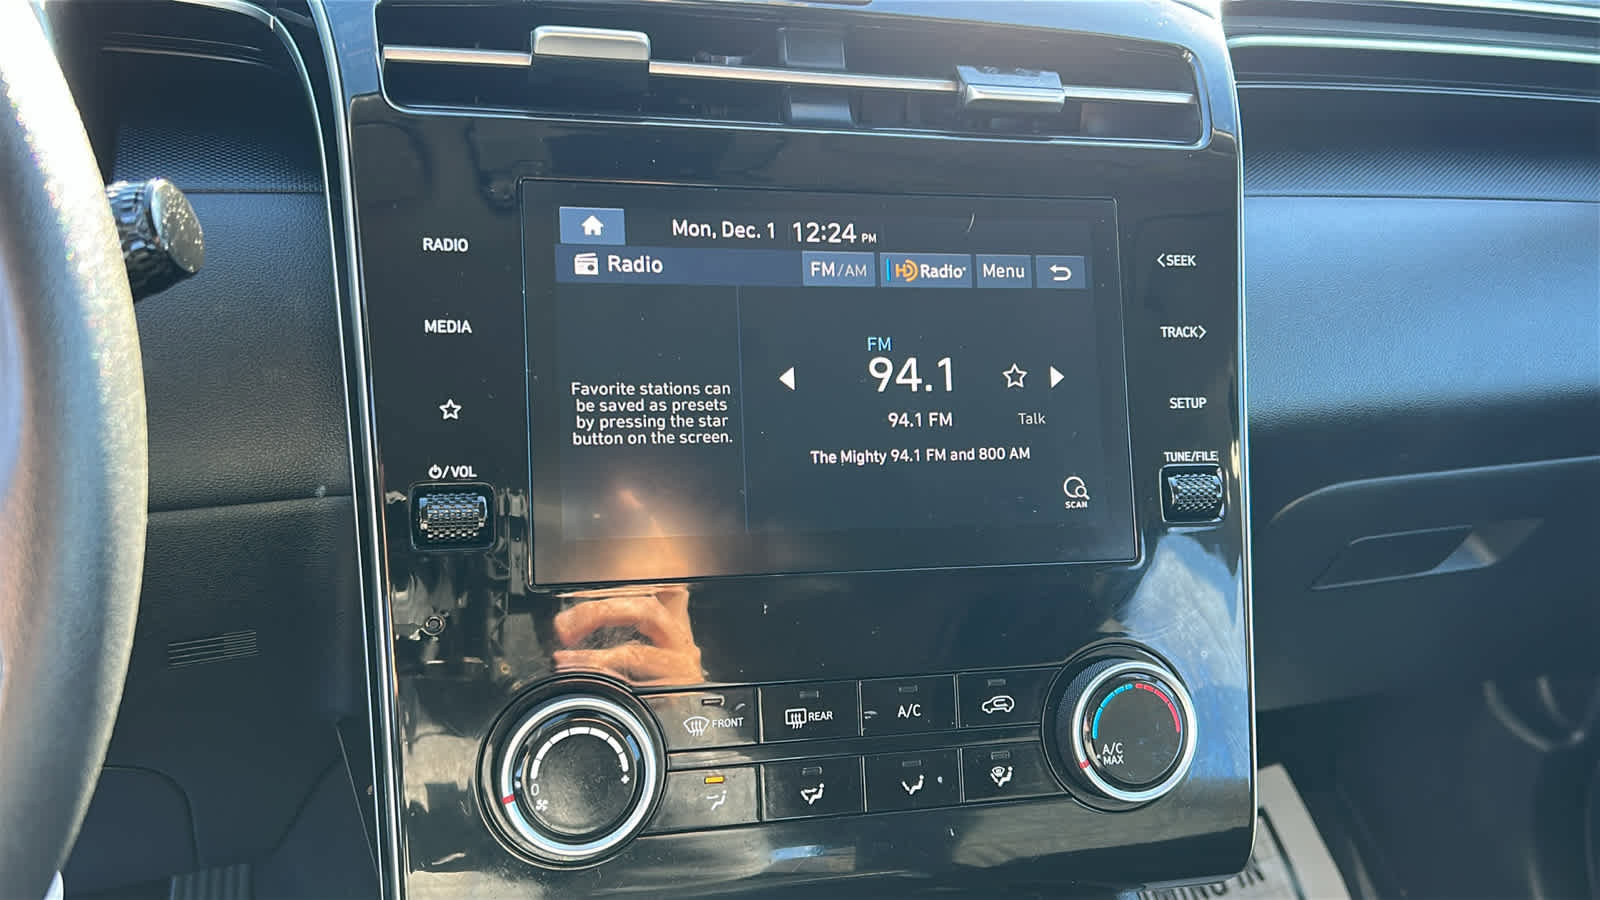 Mon, Dec. 1 12:24 PM
Radio FM/AM HD Radio Menu
RADIO
MEDIA
/VOL
<SEEK
TRACK>
SETUP
TUNE/FILE
Favorite stations can
be saved as presets
by pressing the star
button on the screen.
FM
94.1
94.1 FM Talk
The Mighty 94.1 FM and 800 AM
SCAN
FRONT
REAR
A/C
0 +
A/C
MAX